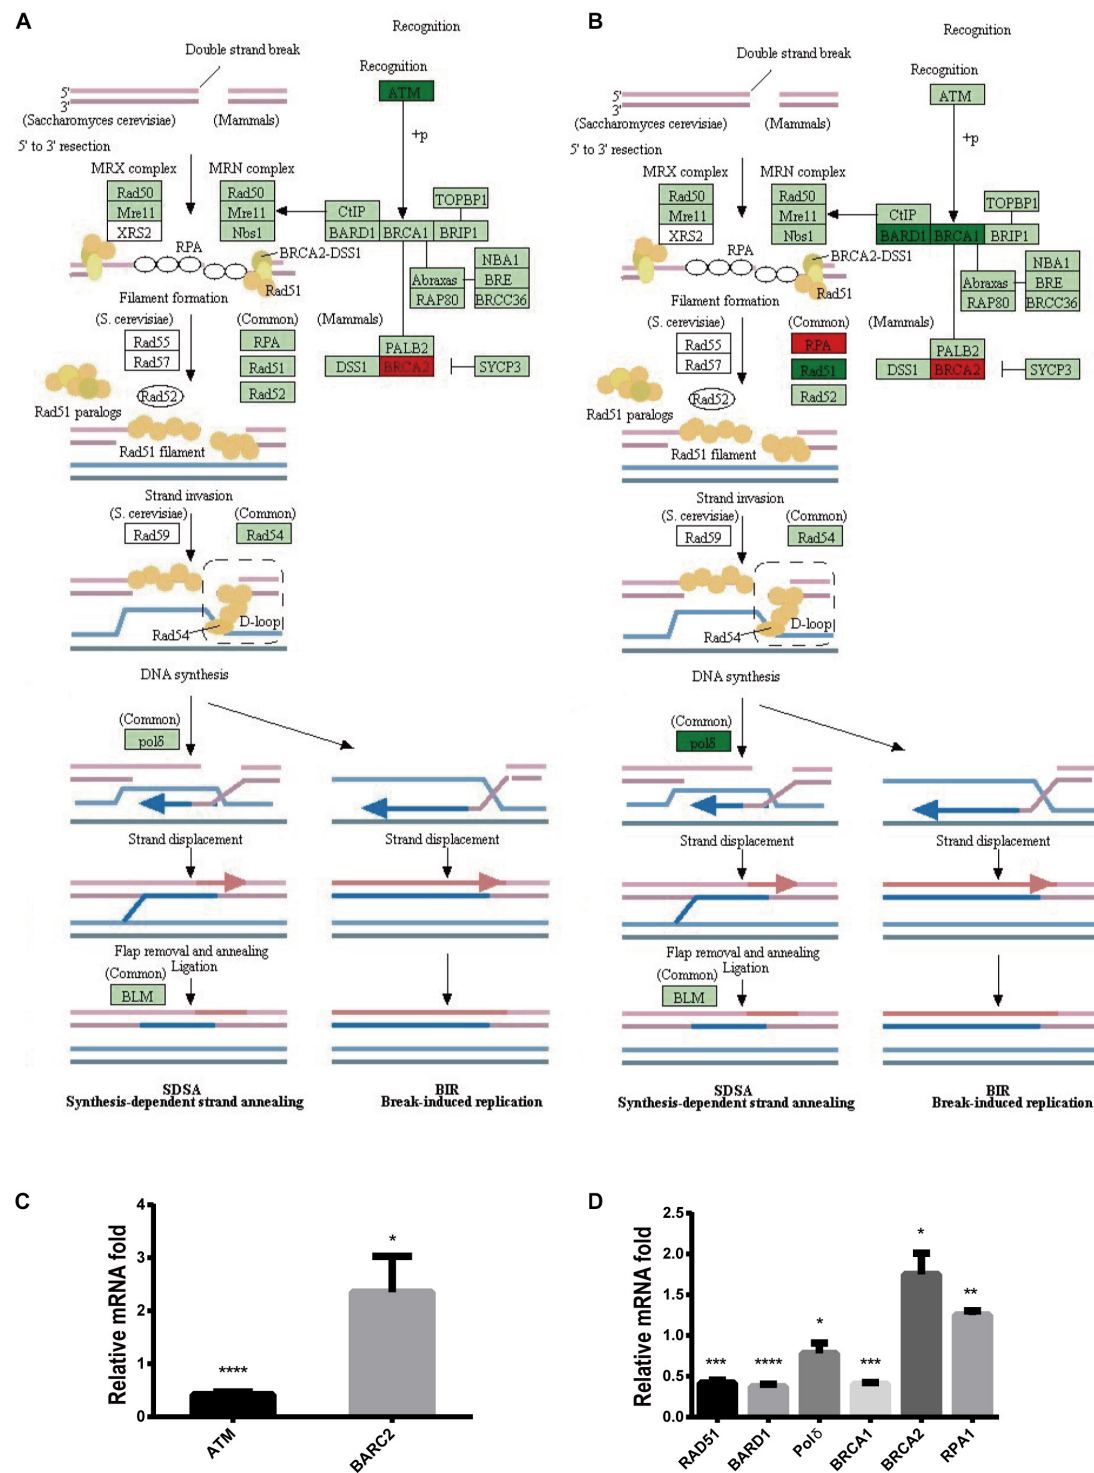 A
Recognition
Double strand break
Recognition
5'
3'
ATM
(Saccharomyces cerevisiae)
(Mammals)
+p
5' to 3' resection
MRX complex
MRN complex
Rad50
Mre11
XRS2
Rad50
Mre11
Nbs1
CtIP
TOPBP1
BARD1
BRCA1
BRIP1
RPA
BRCA2-DSS1
Rad51
Abraxas
RAP80
NBA1
BRE
BRCC36
Filament formation
(S. cerevisiae)
(Common)
(Mammals)
Rad55
Rad57
RPA
Rad51
Rad52
Rad52
PALB2
DSS1
BRCA2
SYCP3
Rad51 paralogs
Rad51 filament
Strand invasion
(S. cerevisiae)
(Common)
Rad59
Rad54
Rad54
D-loop
DNA synthesis
(Common)
polδ
Strand displacement
Strand displacement
Flap removal and annealing
Ligation
(Common)
BLM
SDSA
Synthesis-dependent strand annealing
BIR
Break-induced replication
B
Recognition
Double strand break
Recognition
5'
3'
ATM
(Saccharomyces cerevisiae)
(Mammals)
+p
5' to 3' resection
MRX complex
MRN complex
Rad50
Mre11
XRS2
Rad50
Mre11
Nbs1
CtIP
TOPBP1
BARD1
BRCA1
BRIP1
RPA
BRCA2-DSS1
Rad51
Abraxas
RAP80
NBA1
BRE
BRCC36
Filament formation
(S. cerevisiae)
(Common)
(Mammals)
Rad55
Rad57
RPA
Rad51
Rad52
Rad52
PALB2
DSS1
BRCA2
SYCP3
Rad51 paralogs
Rad51 filament
Strand invasion
(S. cerevisiae)
(Common)
Rad59
Rad54
Rad54
D-loop
DNA synthesis
(Common)
polδ
Strand displacement
Strand displacement
Flap removal and annealing
Ligation
(Common)
BLM
SDSA
Synthesis-dependent strand annealing
BIR
Break-induced replication
C
Relative mRNA fold
4
3
2
1
0
****
*
ATM
BARC2
D
Relative mRNA fold
2.5
2.0
1.5
1.0
0.5
0.0
***
****
*
***
*
**
RAD51
BARD1
Polδ
BRCA1
BRCA2
RPA1